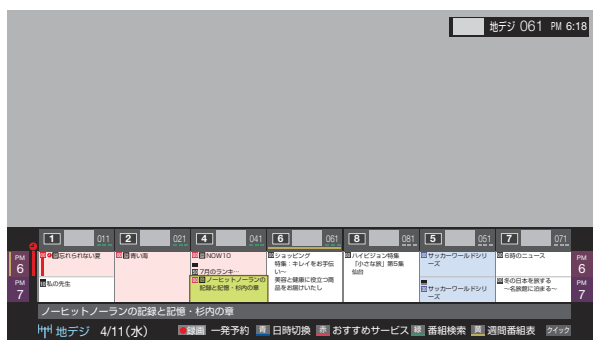 地デジ 061 PM 6:18
1 011 2 021 4 041 6 061 8 081 5 051 7 071
PM
6
PM
7
忘れられない夏
私の先生
青い海
NOW10
7月のランキ…
ノーヒットノーランの
記録と記憶・杉内の章
ショッピング
特集:キレイをお手伝
い~
美容と健康に役立つ商
品をお届けいたし
ハイビジョン特集
「小さな旅」第5集
仙台
サッカーワールドシリ
ーズ
サッカーワールドシリ
ーズ
6時のニュース
冬の日本を旅する
~名旅館に泊まる~
PM
6
PM
7
ノーヒットノーランの記録と記憶・杉内の章
地デジ 4/11(水) 録画 一発予約 青 日時切換 赤 おすすめサービス 緑 番組検索 黄 週間番組表 クイック